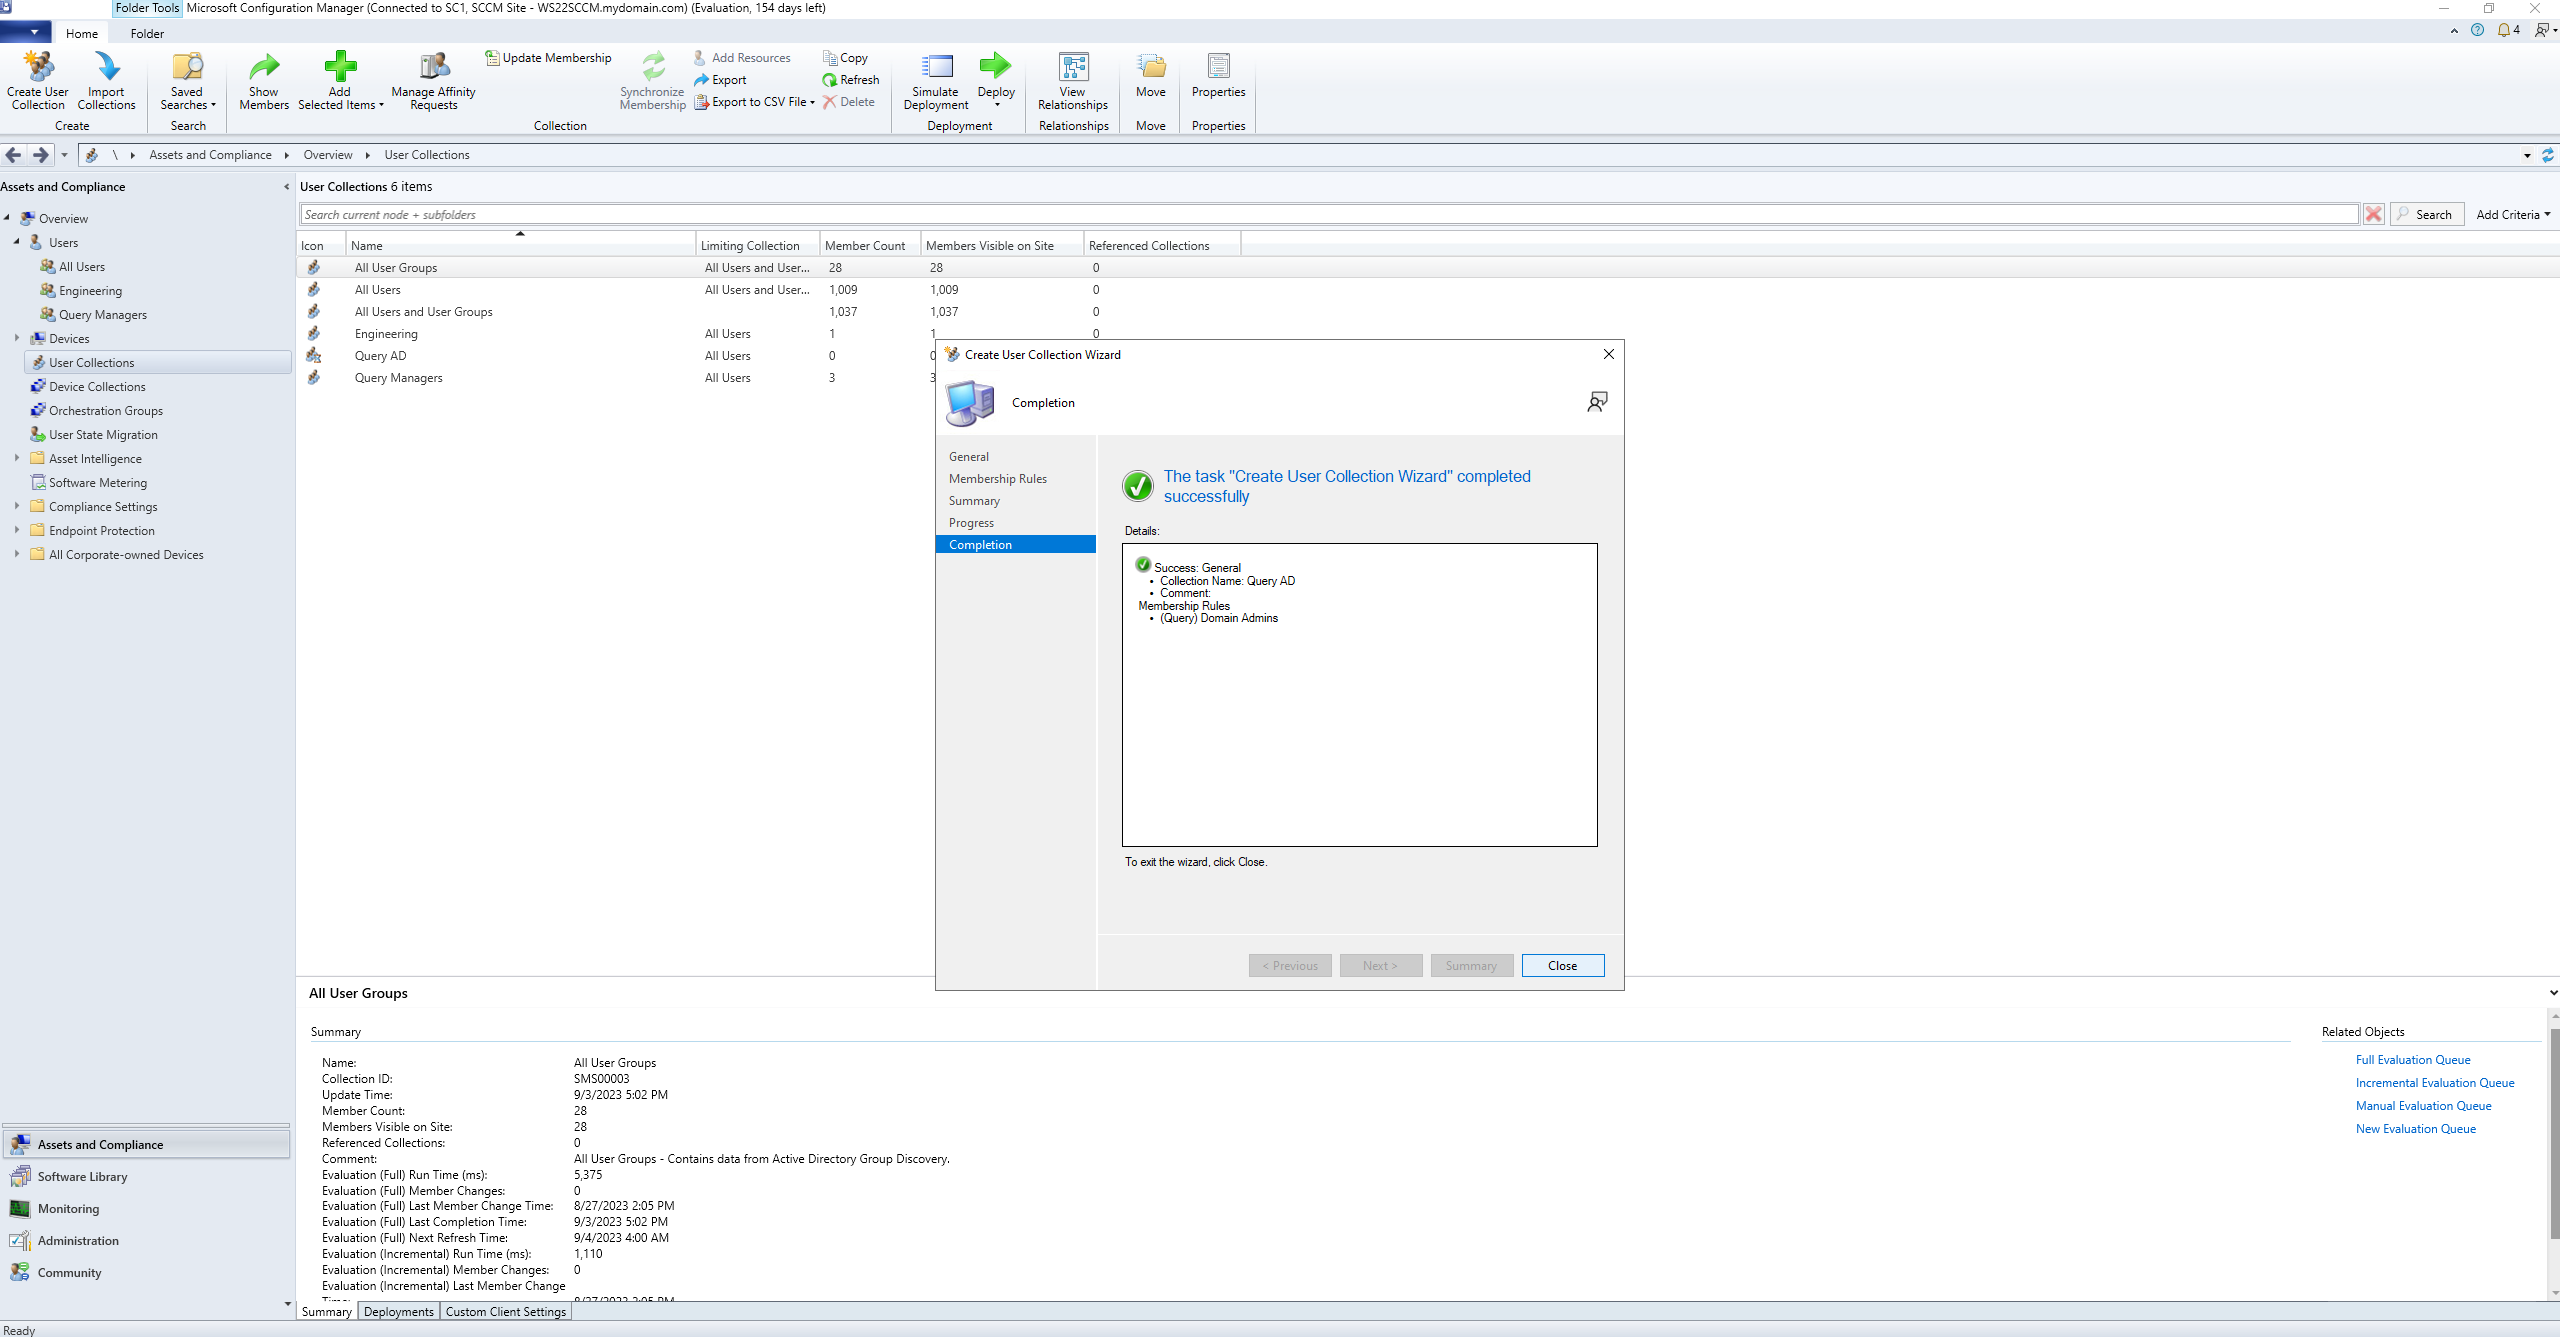 Folder Tools Microsoft Configuration Manager (Connected to SC1, SCCM Site - WS22SCCM.mydomain.com) (Evaluation, 154 days left)
Home Folder
4
Create User Collection
Import Collections
Saved Searches
Show Members
Add Selected Items
Manage Affinity Requests
Update Membership
Synchronize Membership
Add Resources
Export
Export to CSV File
Copy
Refresh
Delete
Simulate Deployment
Deploy
View Relationships
Move
Properties
Create
Search
Collection
Deployment
Relationships
Move
Properties
\ Assets and Compliance Overview User Collections
Assets and Compliance
Overview
Users
All Users
Engineering
Query Managers
Devices
User Collections
Device Collections
Orchestration Groups
User State Migration
Asset Intelligence
Software Metering
Compliance Settings
Endpoint Protection
All Corporate-owned Devices
Assets and Compliance
Software Library
Monitoring
Administration
Community
User Collections 6 items
Search current node + subfolders
Search
Add Criteria
Icon Name Limiting Collection Member Count Members Visible on Site Referenced Collections
All User Groups All Users and User... 28 28 0
All Users All Users and User... 1,009 1,009 0
All Users and User Groups 1,037 1,037 0
Engineering All Users 1 1 0
Query AD All Users 0 0
Query Managers All Users 3 3
Create User Collection Wizard
Completion
General
Membership Rules
Summary
Progress
Completion
The task "Create User Collection Wizard" completed
successfully
Details:
Success: General
• Collection Name: Query AD
• Comment:
Membership Rules
• (Query) Domain Admins
To exit the wizard, click Close.
< Previous Next > Summary Close
All User Groups
Summary
Name: All User Groups
Collection ID: SMS00003
Update Time: 9/3/2023 5:02 PM
Member Count: 28
Members Visible on Site: 28
Referenced Collections: 0
Comment: All User Groups - Contains data from Active Directory Group Discovery.
Evaluation (Full) Run Time (ms): 5,375
Evaluation (Full) Member Changes: 0
Evaluation (Full) Last Member Change Time: 8/27/2023 2:05 PM
Evaluation (Full) Last Completion Time: 9/3/2023 5:02 PM
Evaluation (Full) Next Refresh Time: 9/4/2023 4:00 AM
Evaluation (Incremental) Run Time (ms): 1,110
Evaluation (Incremental) Member Changes: 0
Evaluation (Incremental) Last Member Change
Time: 8/27/2023 2:05 PM
Related Objects
Full Evaluation Queue
Incremental Evaluation Queue
Manual Evaluation Queue
New Evaluation Queue
Summary Deployments Custom Client Settings
Ready